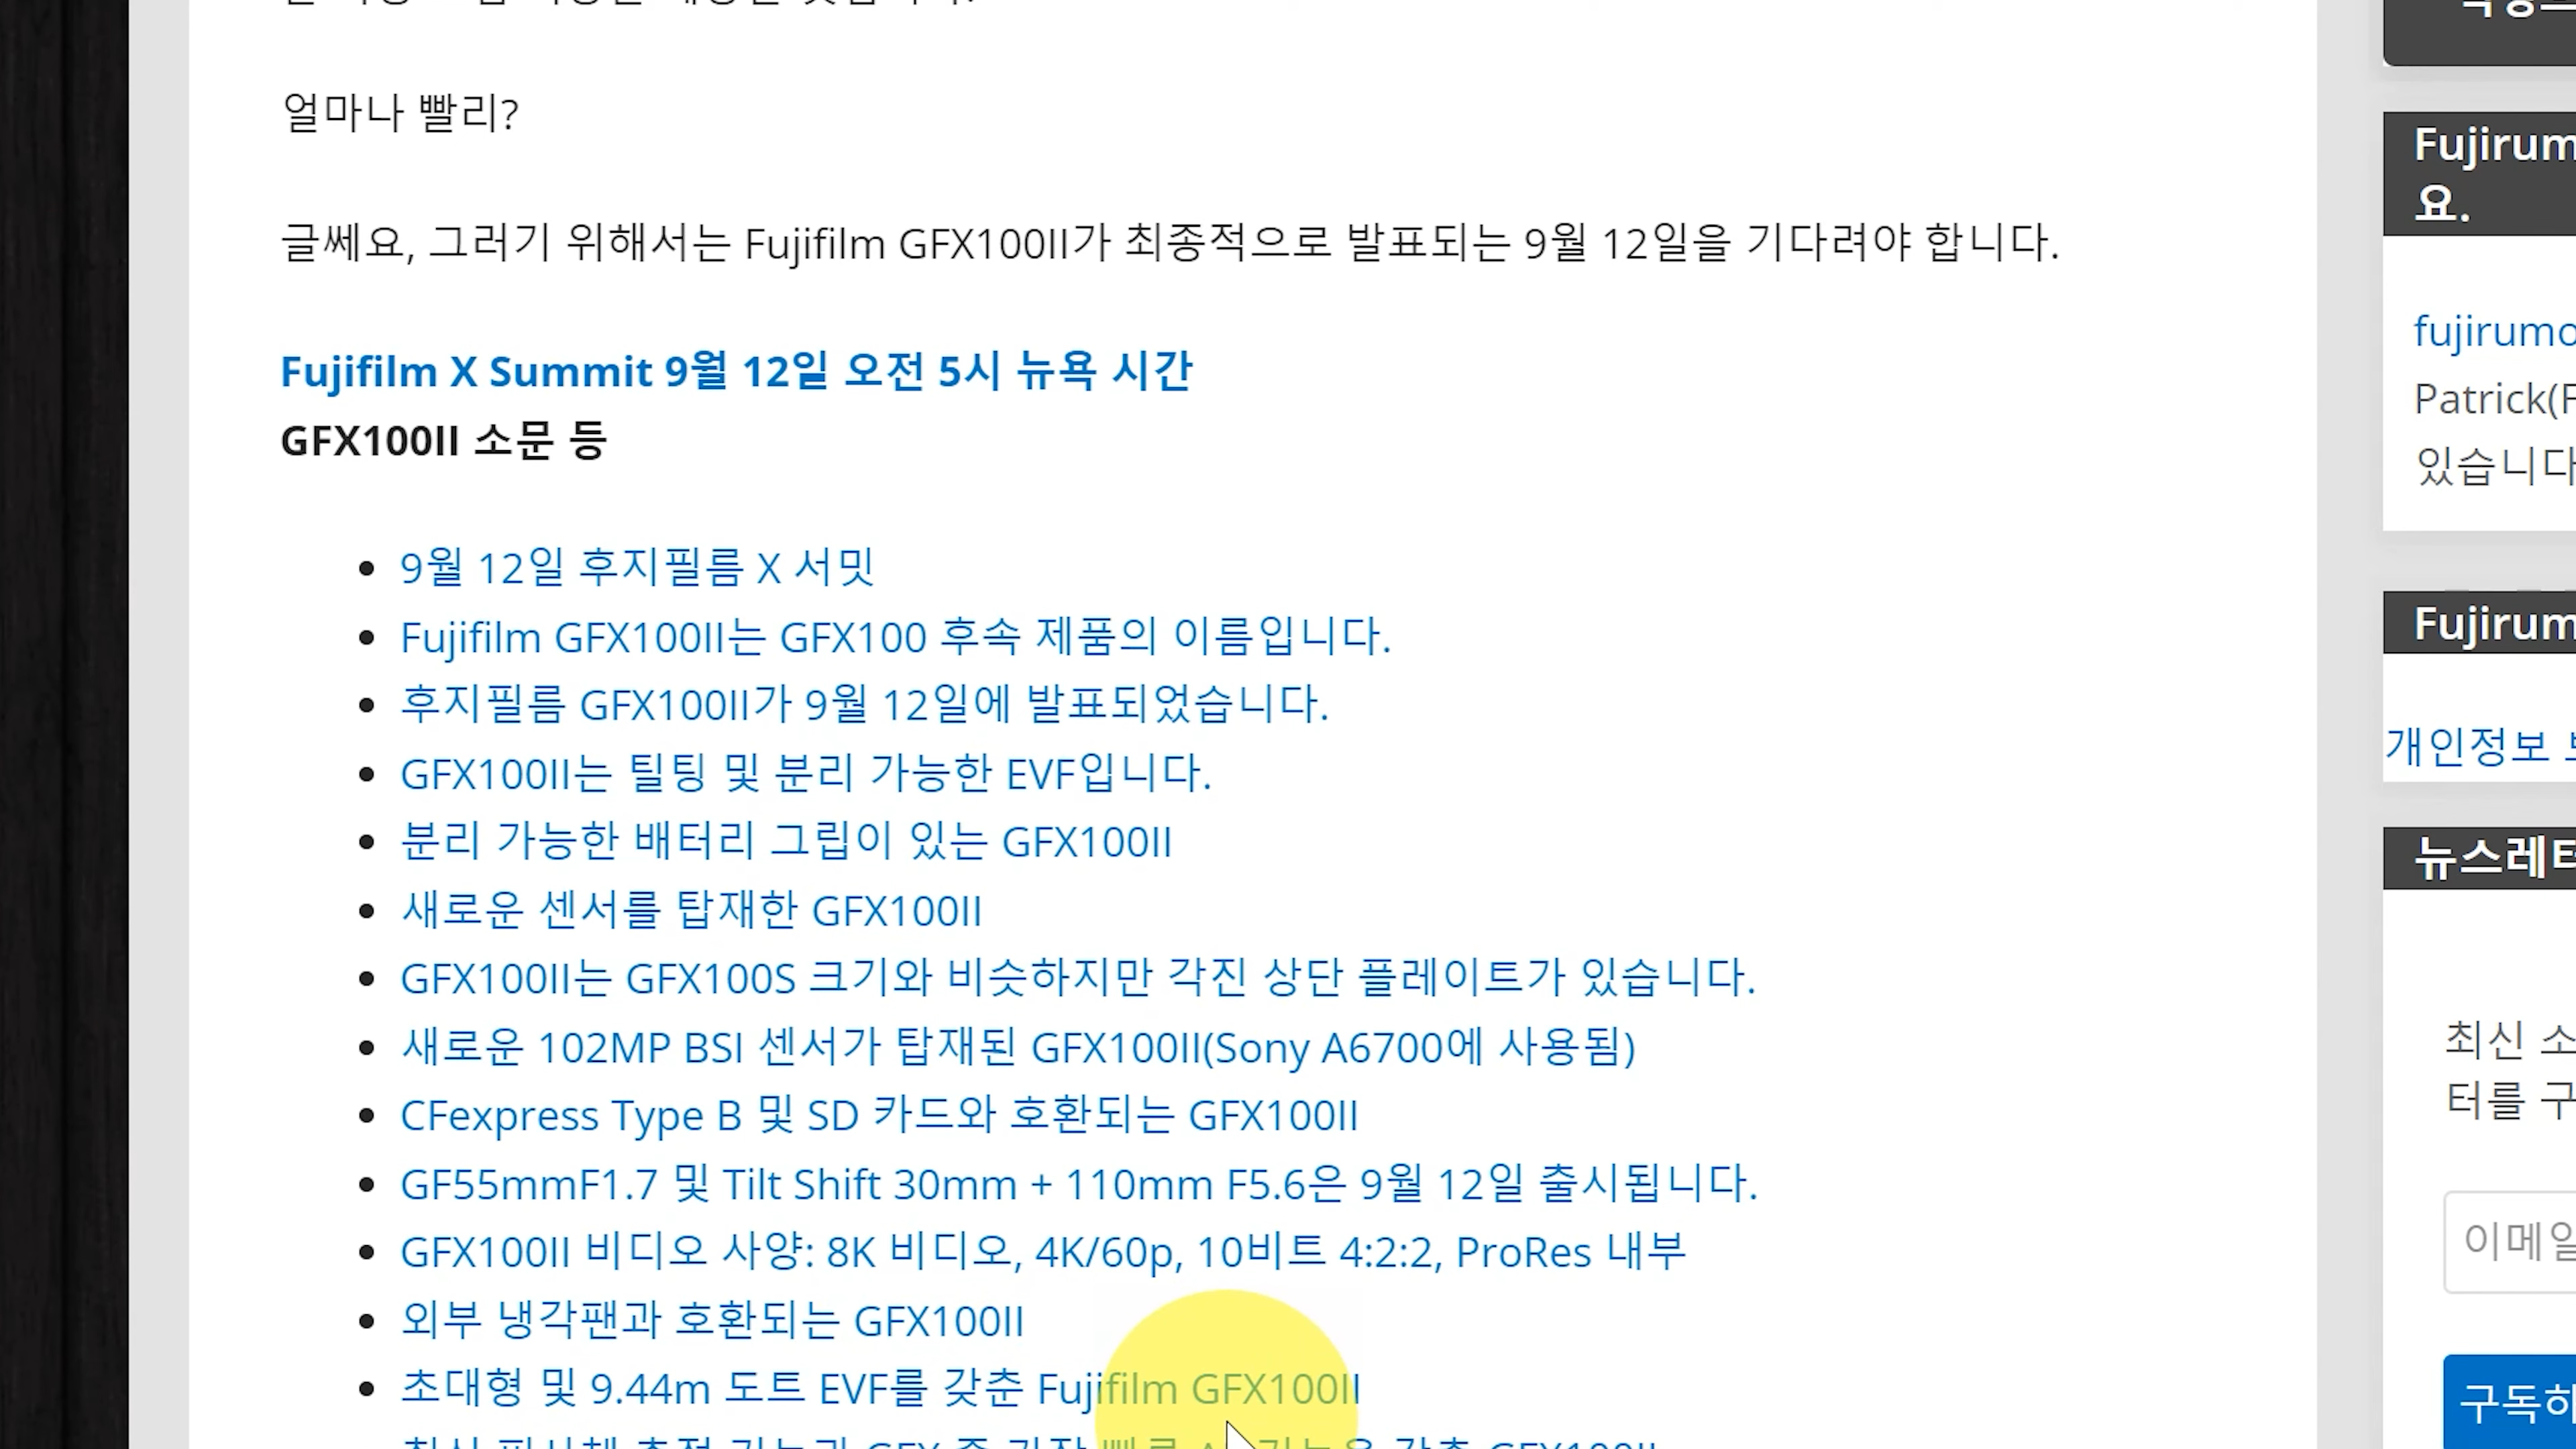 얼마나 빨리?
글쎄요, 그러기 위해서는 Fujifilm GFX100II가 최종적으로 발표되는 9월 12일을 기다려야 합니다.
Fujifilm X Summit 9월 12일 오전 5시 뉴욕 시간
GFX100II 소문 등
• 9월 12일 후지필름 X 서밋
• Fujifilm GFX100II는 GFX100 후속 제품의 이름입니다.
• 후지필름 GFX100II가 9월 12일에 발표되었습니다.
• GFX100II는 틸팅 및 분리 가능한 EVF입니다.
• 분리 가능한 배터리 그립이 있는 GFX100II
• 새로운 센서를 탑재한 GFX100II
• GFX100II는 GFX100S 크기와 비슷하지만 각진 상단 플레이트가 있습니다.
• 새로운 102MP BSI 센서가 탑재된 GFX100II(Sony A6700에 사용됨)
• CFexpress Type B 및 SD 카드와 호환되는 GFX100II
• GF55mmF1.7 및 Tilt Shift 30mm + 110mm F5.6은 9월 12일 출시됩니다.
• GFX100II 비디오 사양: 8K 비디오, 4K/60p, 10비트 4:2:2, ProRes 내부
• 외부 냉각팬과 호환되는 GFX100II
• 초대형 및 9.44m 도트 EVF를 갖춘 Fujifilm GFX100II
Fujirum
요.
fujirumo
Patrick(F
있습니다
Fujirum
개인정보
뉴스레터
최신 소
터를 구
이메일
구독하